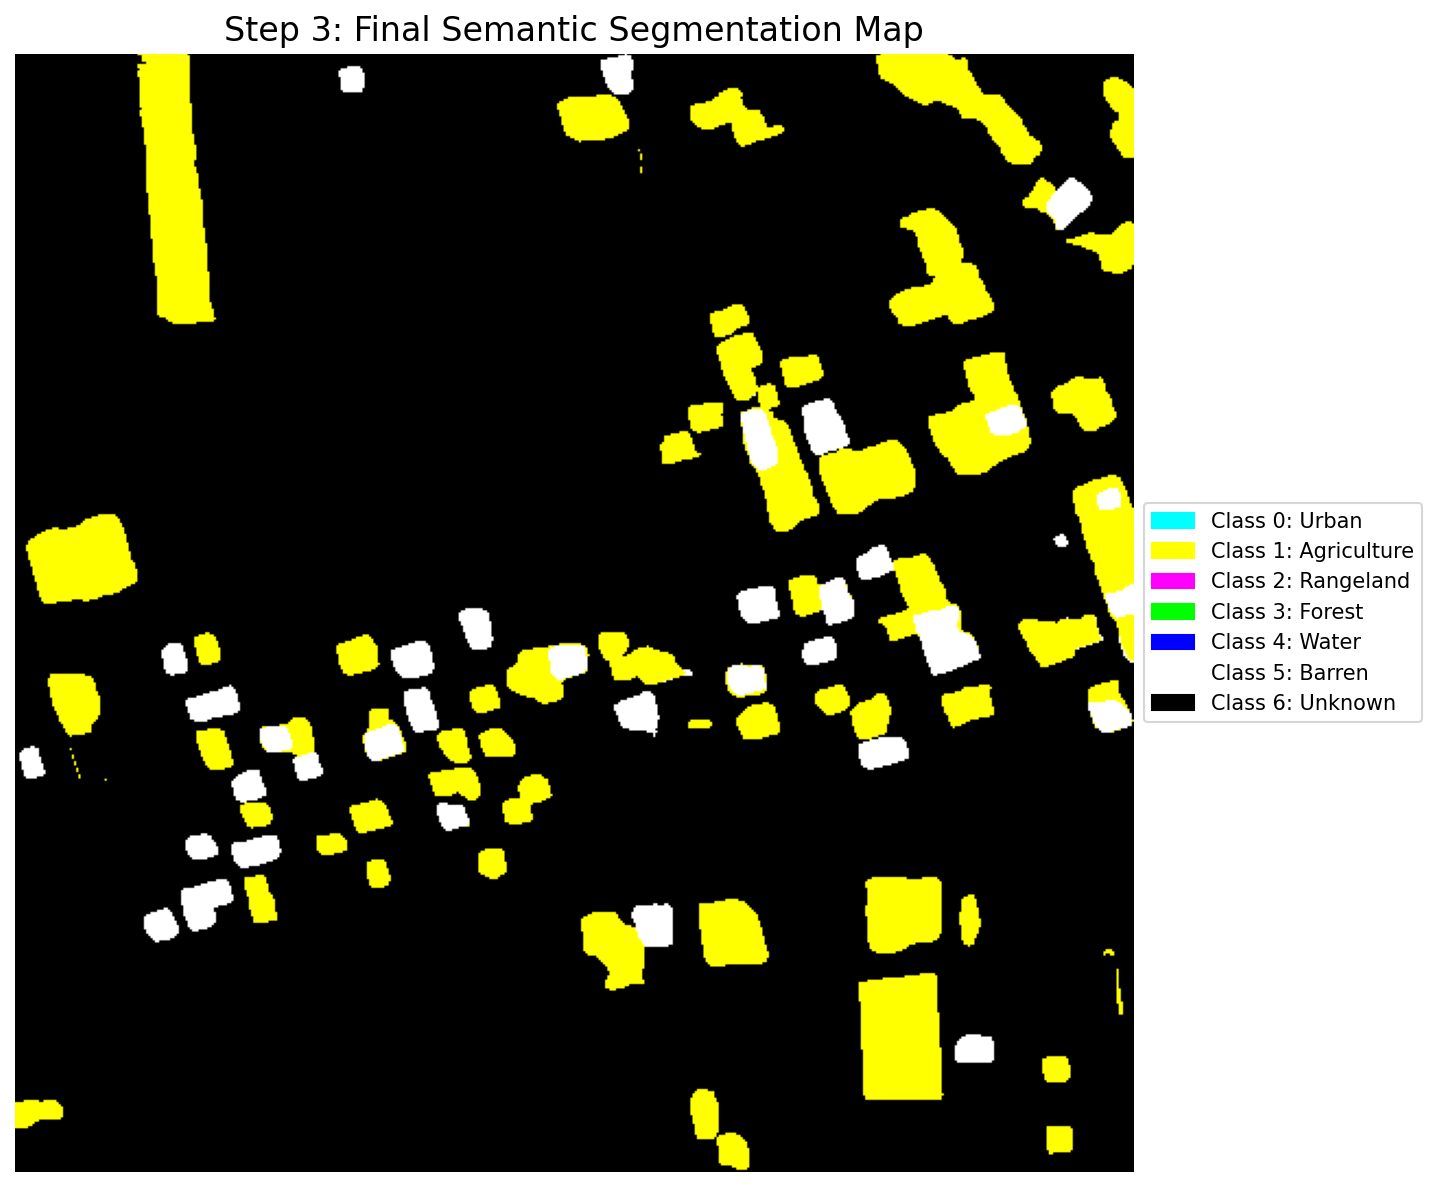 Step 3: Final Semantic Segmentation Map
Class 0: Urban
Class 1: Agriculture
Class 2: Rangeland
Class 3: Forest
Class 4: Water
Class 5: Barren
Class 6: Unknown